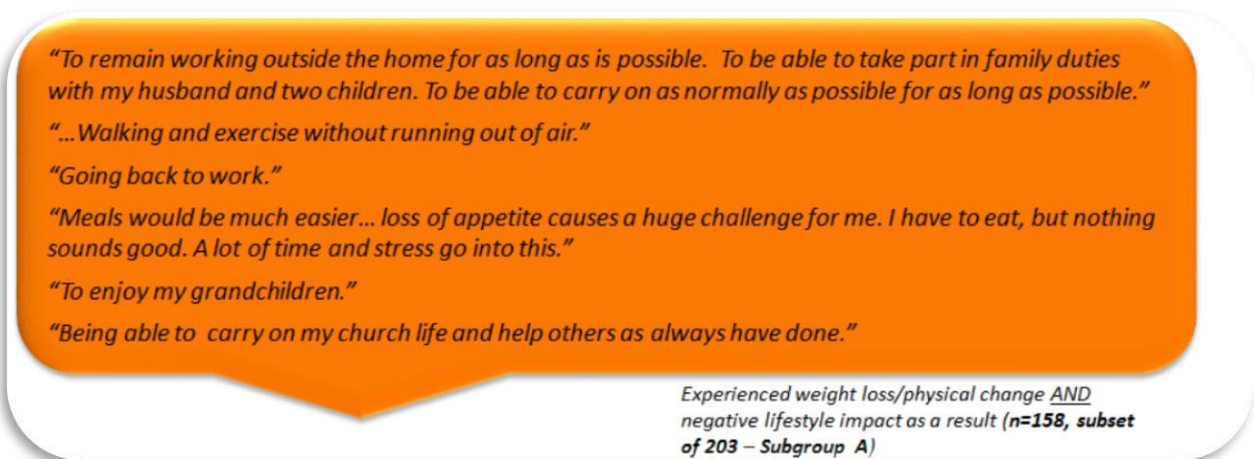 “To remain working outside the home for as long as is possible.  To be able to take part in family duties
with my husband and two children. To be able to carry on as normally as possible for as long as possible.”
“…Walking and exercise without running out of air.”
“Going back to work.”
“Meals would be much easier… loss of appetite causes a huge challenge for me. I have to eat, but nothing
sounds good. A lot of time and stress go into this.”
“To enjoy my grandchildren.”
“Being able to  carry on my church life and help others as always have done.”
Experienced weight loss/physical change AND
negative lifestyle impact as a result (n=158, subset
of 203 – Subgroup  A)